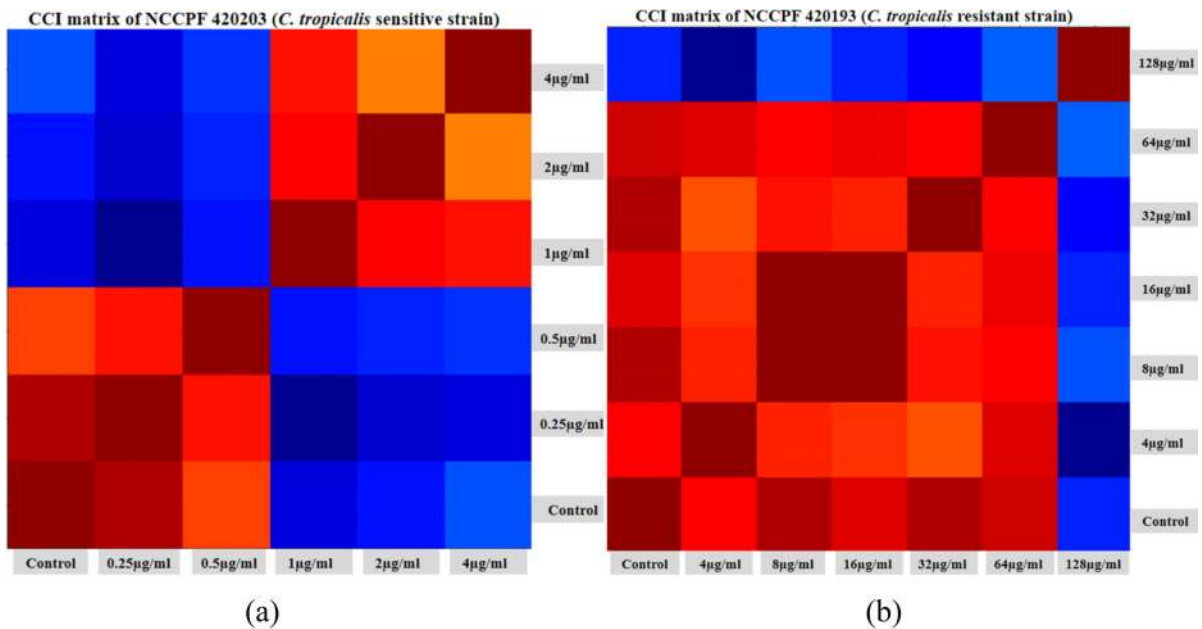 CCI matrix of NCCPF 420203 (C. tropicalis sensitive strain)
4µg/ml
2µg/ml
1µg/ml
0.5µg/ml
0.25µg/ml
Control
Control 0.25µg/ml 0.5µg/ml 1µg/ml 2µg/ml 4µg/ml
(a)
CCI matrix of NCCPF 420193 (C. tropicalis resistant strain)
128µg/ml
64µg/ml
32µg/ml
16µg/ml
8µg/ml
4µg/ml
Control
Control 4µg/ml 8µg/ml 16µg/ml 32µg/ml 64µg/ml 128µg/ml
(b)